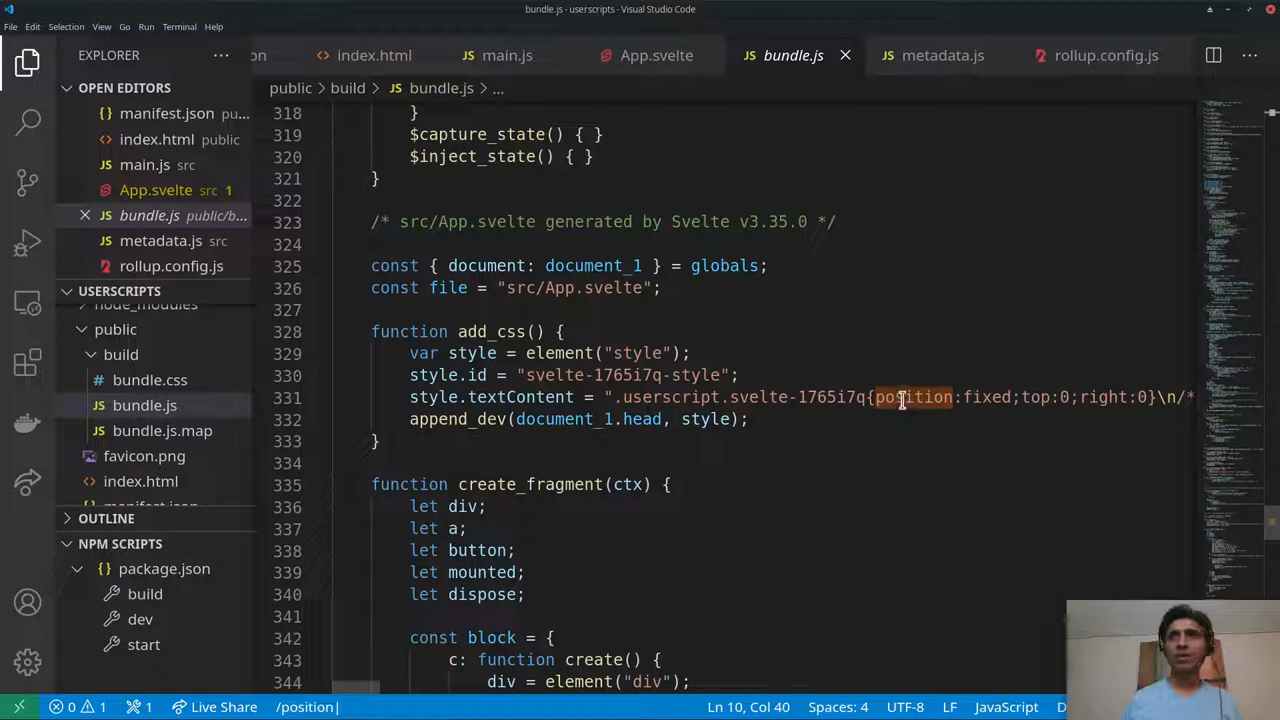 bundle.js - userscripts - Visual Studio Code
File Edit Selection View Go Run Terminal Help
EXPLORER
on
index.html
main.js
App.svelte
bundle.js
metadata.js
rollup.config.js
public > build > bundle.js > ...
OPEN EDITORS
manifest.json pu...
index.html public
main.js src
App.svelte src 1
bundle.js public/b...
metadata.js src
rollup.config.js
USERSCRIPTS
node_modules
public
build
bundle.css
bundle.js
bundle.js.map
favicon.png
index.html
manifest.json
OUTLINE
NPM SCRIPTS
package.json
build
dev
start
318 }
319 $capture_state() { }
320 $inject_state() { }
321 }
322
323 /* src/App.svelte generated by Svelte v3.35.0 */
324
325 const { document: document_1 } = globals;
326 const file = "src/App.svelte";
327
328 function add_css() {
329 var style = element("style");
330 style.id = "svelte-1765i7q-style";
331 style.textContent = ".userscript.svelte-1765i7q{position:fixed;top:0;right:0}\n/*
332 append_dev(document_1.head, style);
333 }
334
335 function create_fragment(ctx) {
336 let div;
337 let a;
338 let button;
339 let mounted;
340 let dispose;
341
342 const block = {
343 c: function create() {
344 div = element("div");
0 1 1 Live Share /position| Ln 10, Col 40 Spaces: 4 UTF-8 LF JavaScript